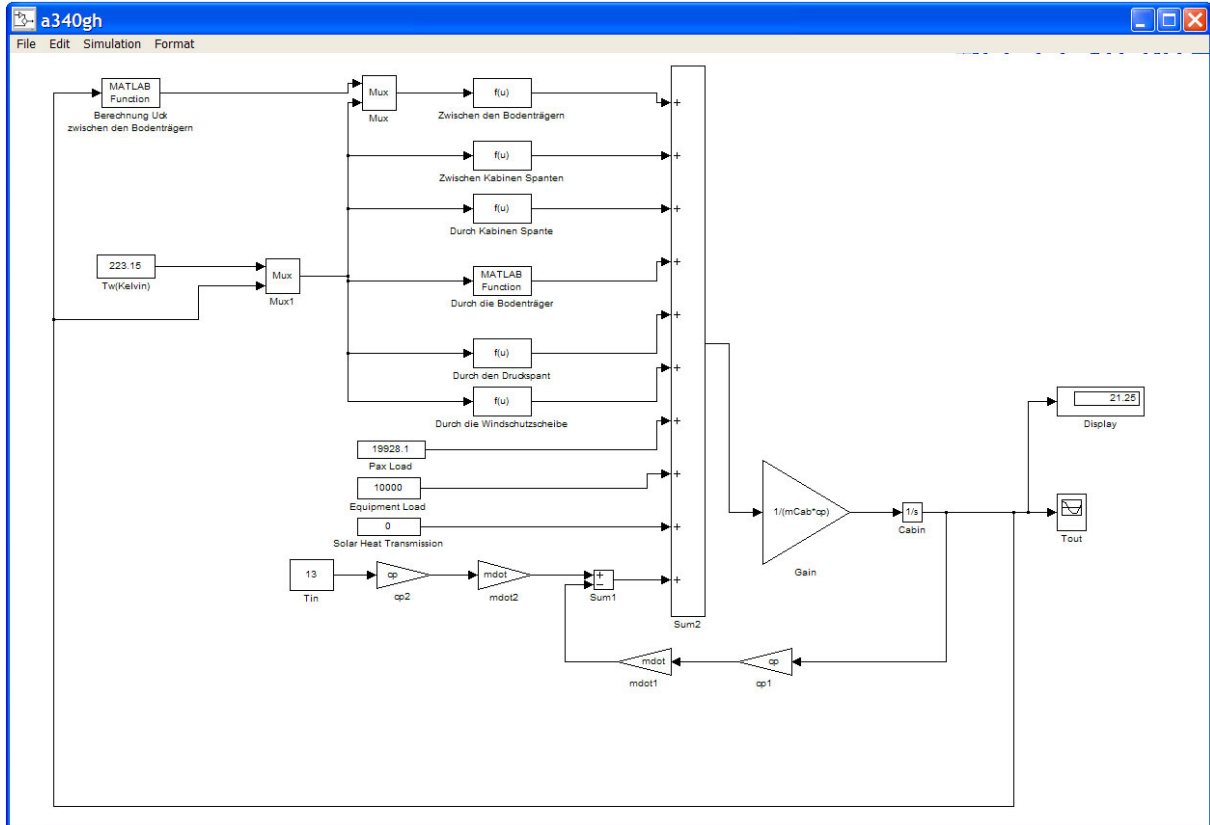 a340gh
File Edit Simulation Format
MATLAB
Function
Berechnung Uck
zwischen den Bodenträgern
Mux
Mux
f(u)
Zwischen den Bodenträgern
+
f(u)
Zwischen Kabinen Spanten
+
f(u)
Durch Kabinen Spante
+
223.15
Tw(Kelvin)
Mux
Mux1
MATLAB
Function
Durch die Bodenträger
+
f(u)
Durch den Druckspant
+
f(u)
Durch die Windschutzscheibe
+
19928.1
Pax Load
+
10000
Equipment Load
+
0
Solar Heat Transmission
+
13
Tin
cp
cp2
mdot
mdot2
+
−
Sum1
+
Sum2
1/(mCab*cp)
Gain
1/s
Cabin
21.25
Display
Tout
mdot
mdot1
cp
cp1